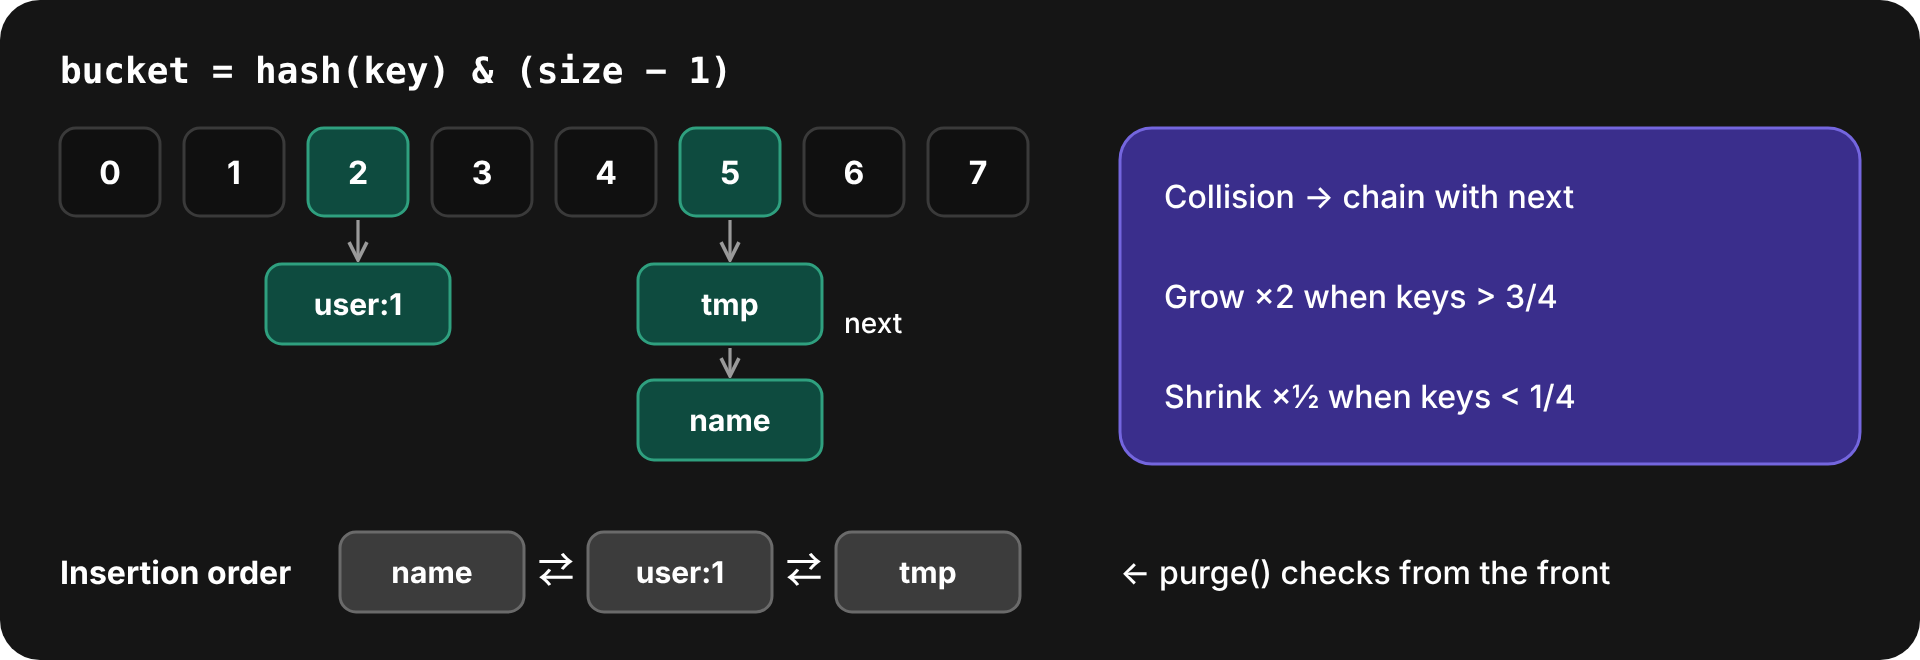 bucket = hash(key) & (size − 1)
0 1 2 3 4 5 6 7
Collision → chain with next
Grow ×2 when keys > 3/4
Shrink ×½ when keys < 1/4
user:1
tmp
next
name
Insertion order
name ⇄ user:1 ⇄ tmp
← purge() checks from the front